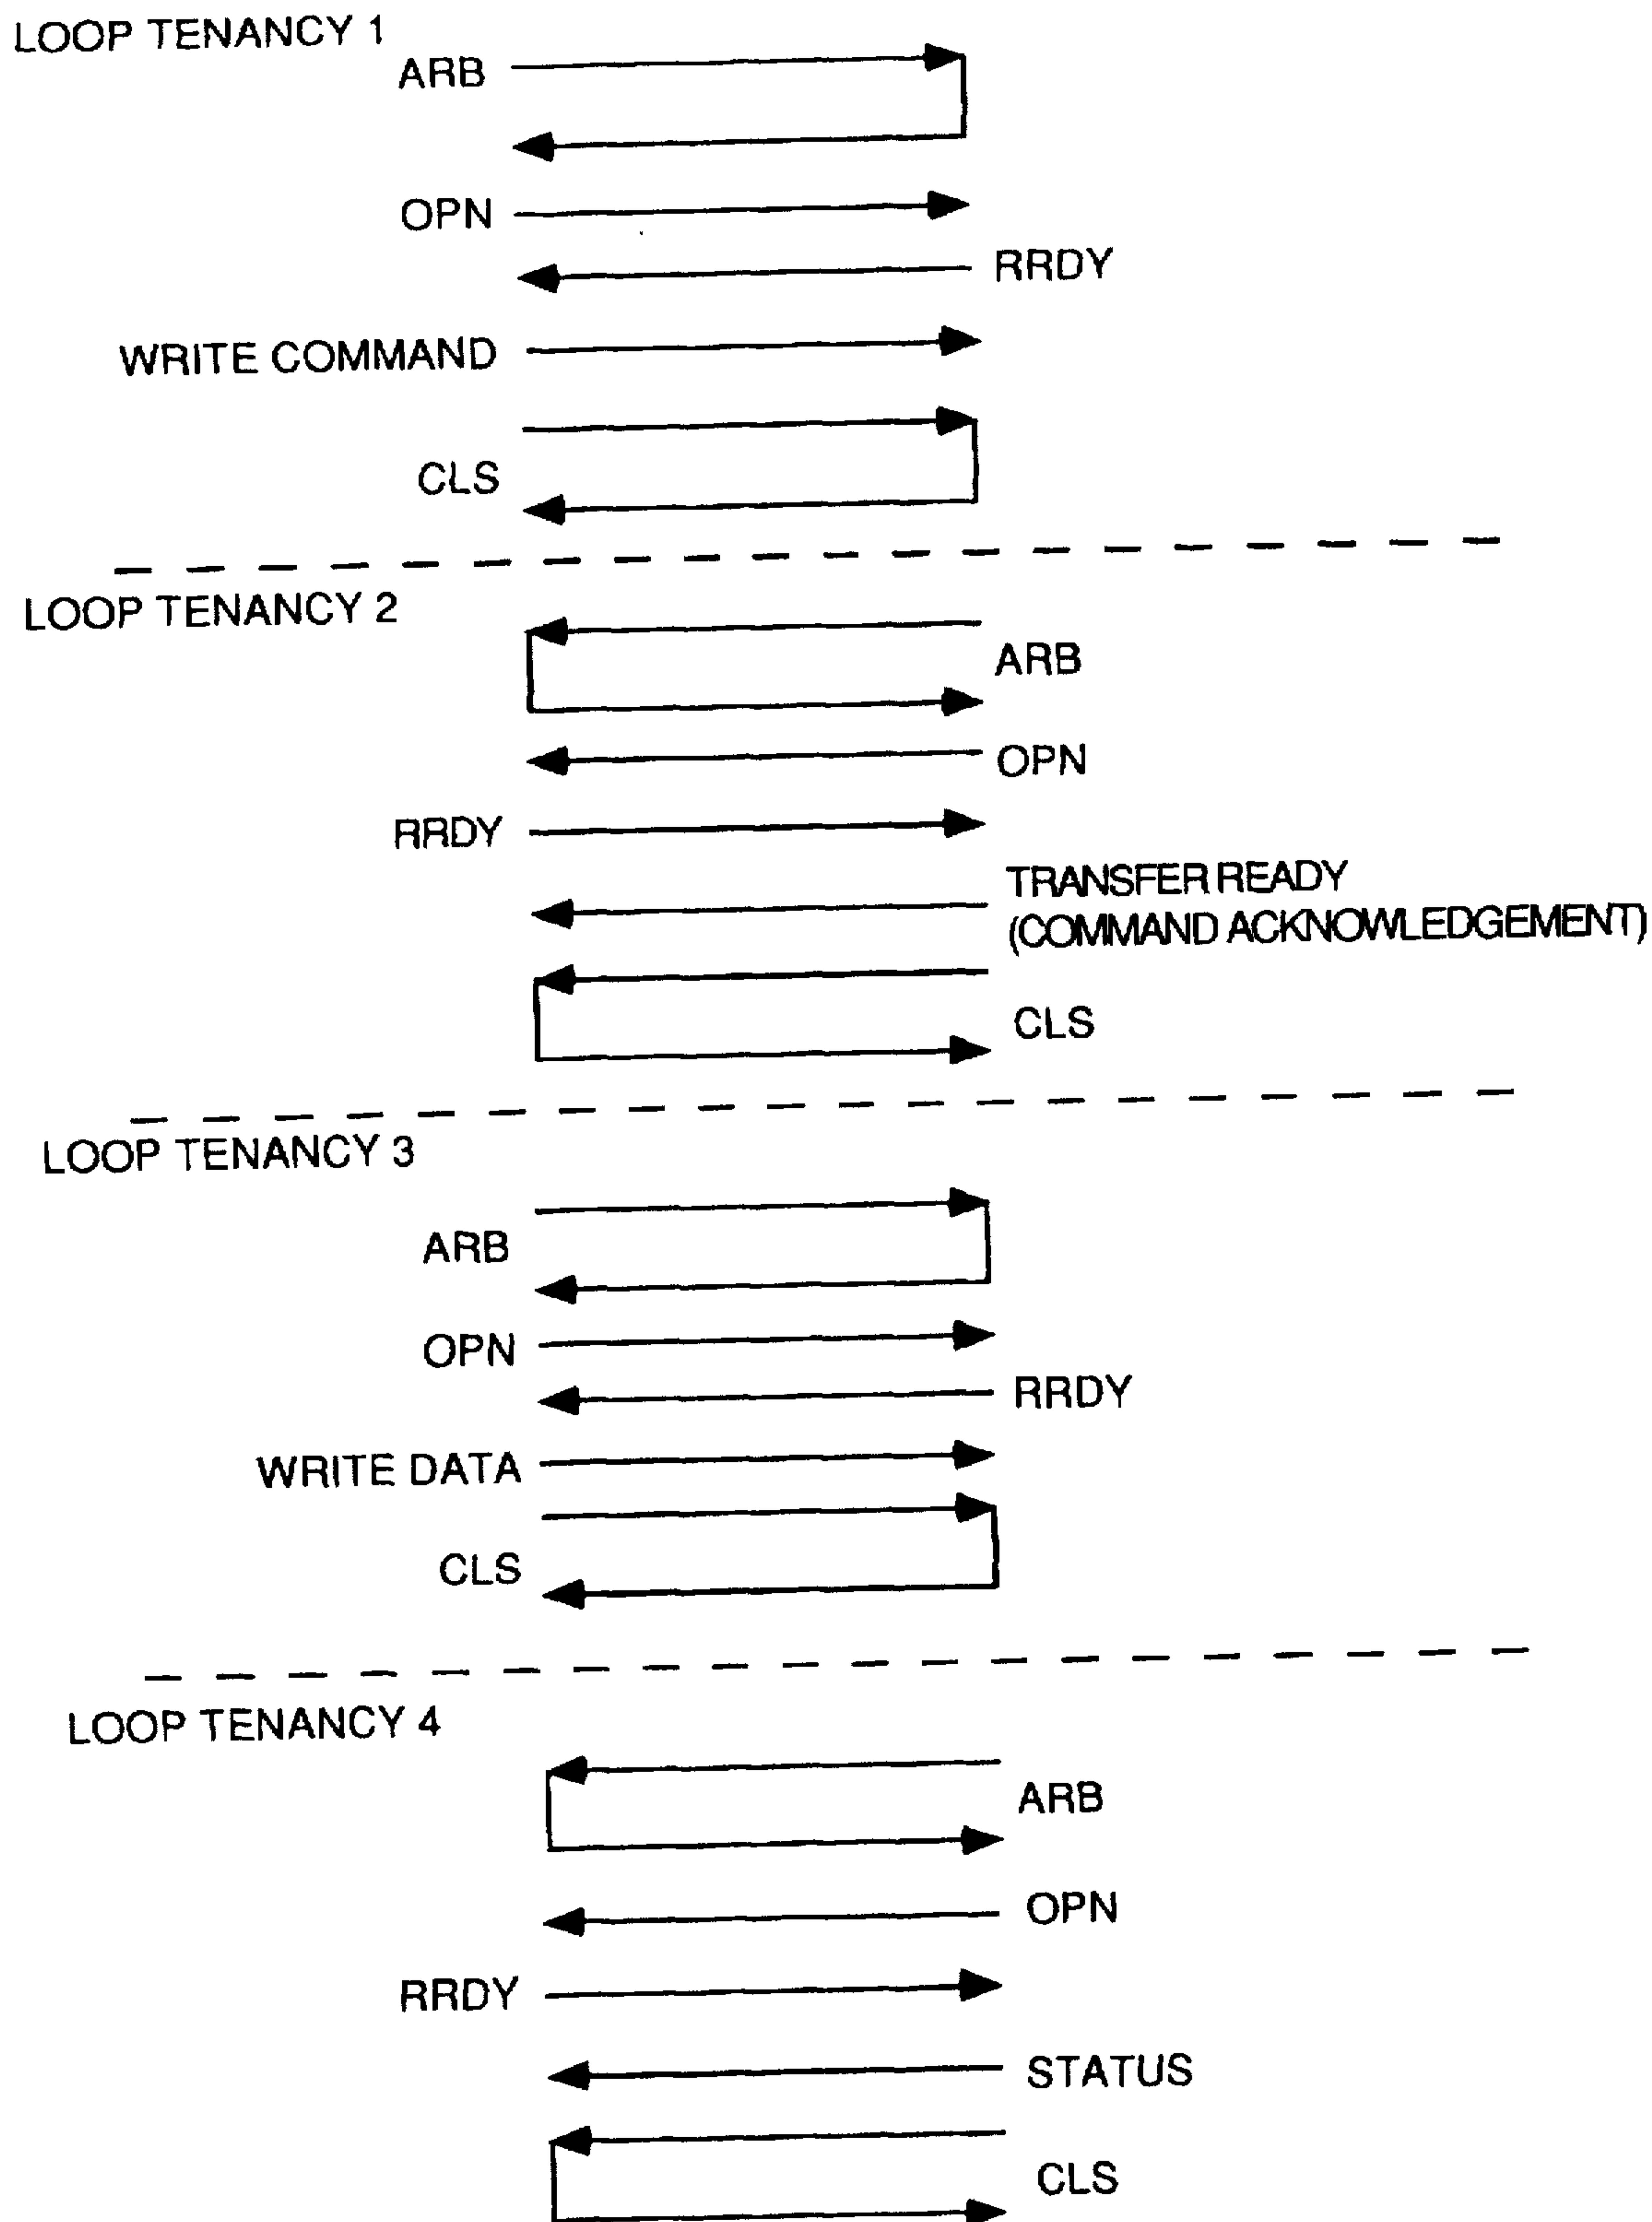 LOOP TENANCY 1
ARB
OPN
RRDY
WRITE COMMAND
CLS
LOOP TENANCY 2
ARB
OPN
RRDY
TRANSFER READY
(COMMAND ACKNOWLEDGEMENT)
CLS
LOOP TENANCY 3
ARB
OPN
RRDY
WRITE DATA
CLS
LOOP TENANCY 4
ARB
OPN
RRDY
STATUS
CLS